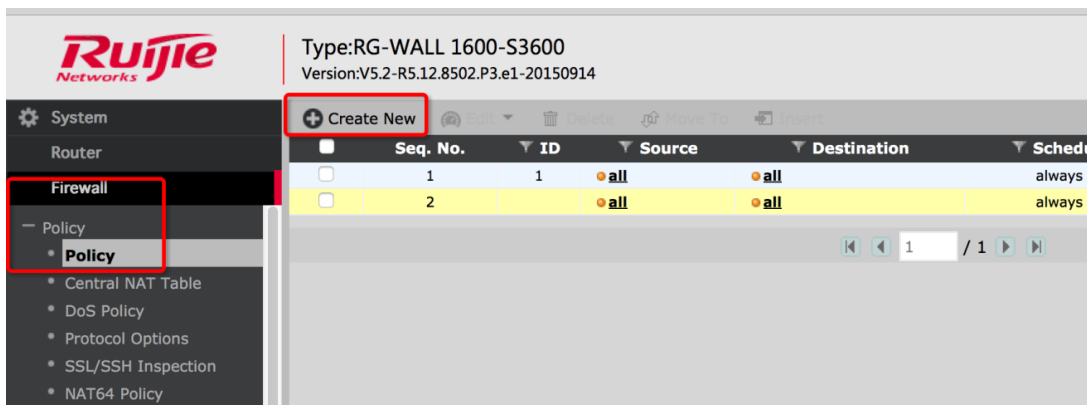 Ruijie
Networks
Type:RG-WALL 1600-S3600
Version:V5.2-R5.12.8502.P3.e1-20150914
System
Router
Firewall
Policy
Policy
Central NAT Table
DoS Policy
Protocol Options
SSL/SSH Inspection
NAT64 Policy
Create New Edit Delete Move To Insert
Seq. No. ID Source Destination Schedu
1 1 all all always
2 all all always
1 / 1